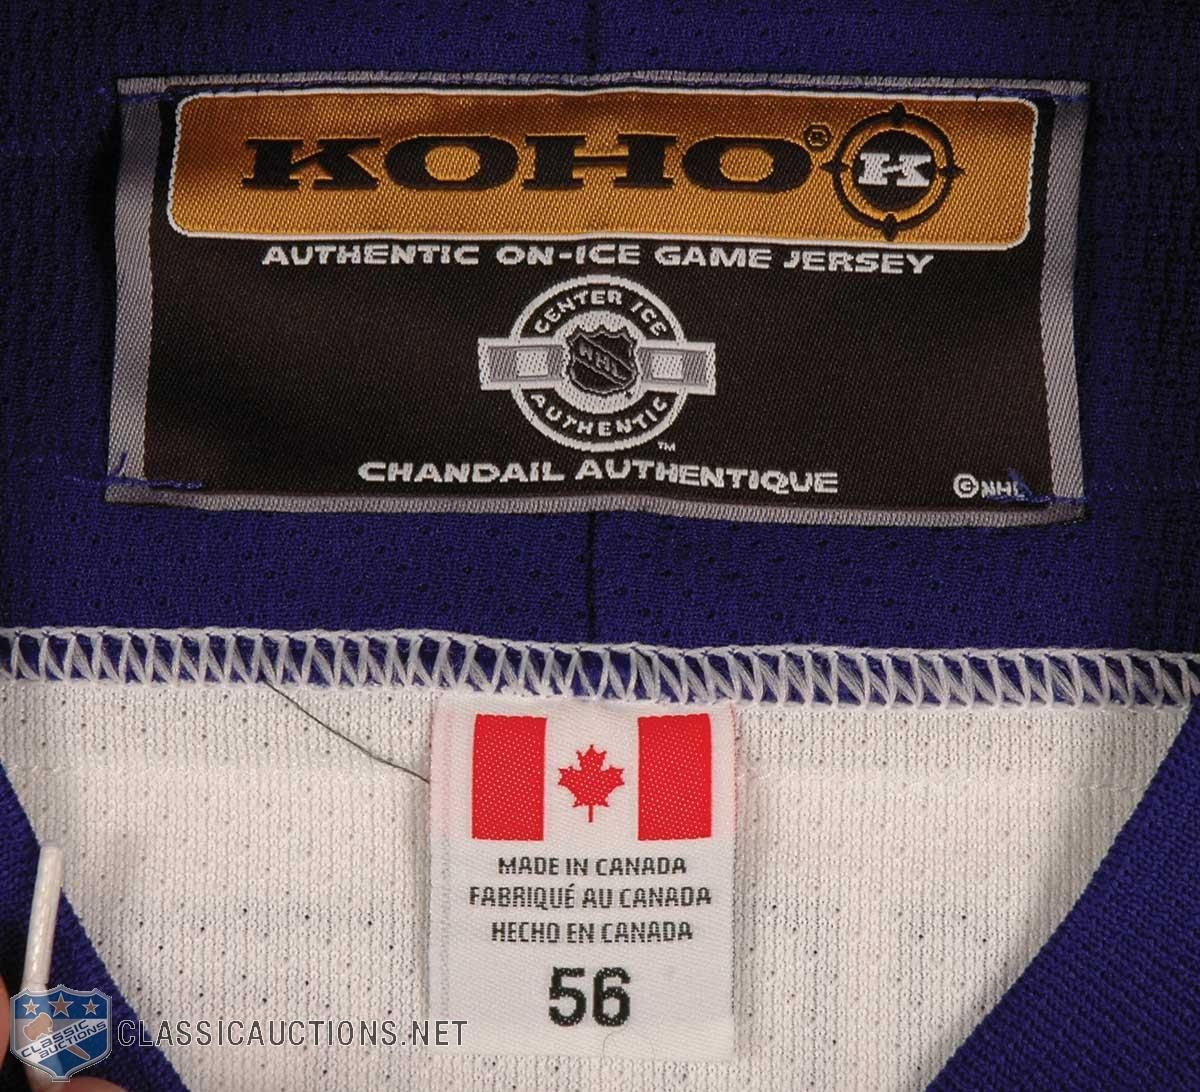 KOHO® K
AUTHENTIC ON-ICE GAME JERSEY
CENTER ICE
NHL
AUTHENTIC
™
CHANDAIL AUTHENTIQUE
©NHL
MADE IN CANADA
FABRIQUÉ AU CANADA
HECHO EN CANADA
56
CLASSIC
AUCTIONS
CLASSICAUCTIONS.NET